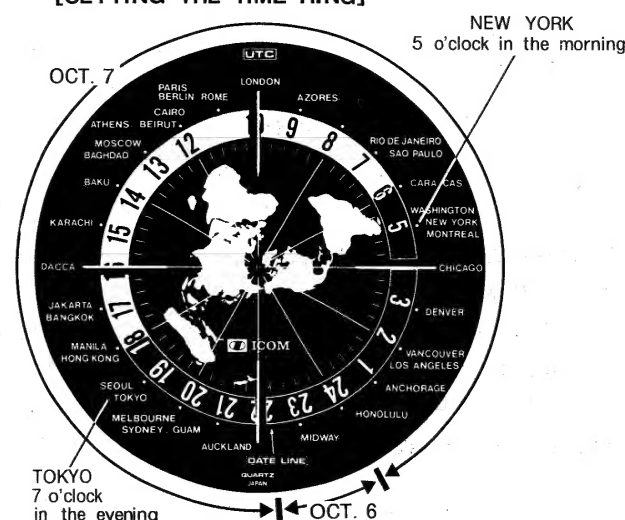 [SETTING THE TIME RING]
NEW YORK
5 o'clock in the morning
UTC
OCT. 7
LONDON
PARIS
BERLIN ROME
AZORES
CAIRO
ATHENS BEIRUT
RIO DE JANEIRO
SAO PAULO
MOSCOW
BAGHDAD
BAKU
CARACAS
WASHINGTON
NEW YORK
MONTREAL
KARACHI
DACCA
CHICAGO
JAKARTA
BANGKOK
DENVER
MANILA
HONG KONG
VANCOUVER
LOS ANGELES
ICOM
SEOUL
TOKYO
ANCHORAGE
MELBOURNE
SYDNEY. GUAM
HONOLULU
AUCKLAND
MIDWAY
DATE LINE
QUARTZ
JAPAN
10 9 8 7 6 5 3 2 1 24 23 22 21 20 19 18 17 16 15 14 13 12
TOKYO
7 o'clock
in the evening
OCT. 6